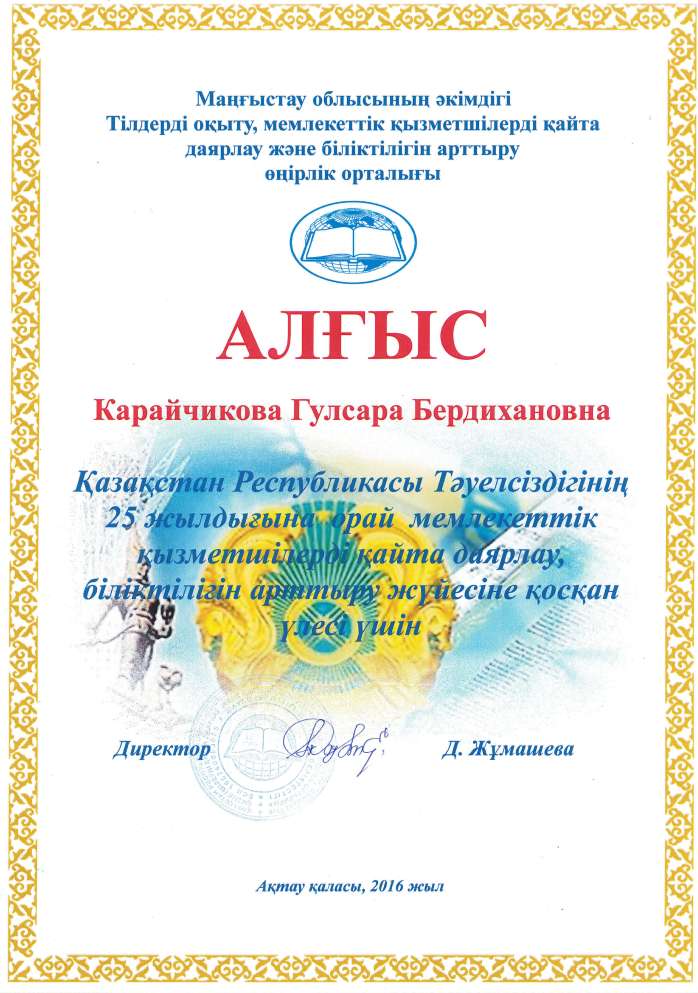 Маңғыстау облысының әкімдігі
Тілдерді оқыту, мемлекеттік қызметшілерді қайта
даярлау және біліктілігін арттыру
өңірлік орталығы
АЛҒЫС
Карайчикова Гулсара Бердихановна
Қазақстан Республикасы Тәуелсіздігінің
25 жылдығына орай мемлекеттік
қызметшілерді қайта даярлау,
біліктілігін арттыру жүйесіне қосқан
үлесі үшін
Директор Д. Жұмашева
Ақтау қаласы, 2016 жыл